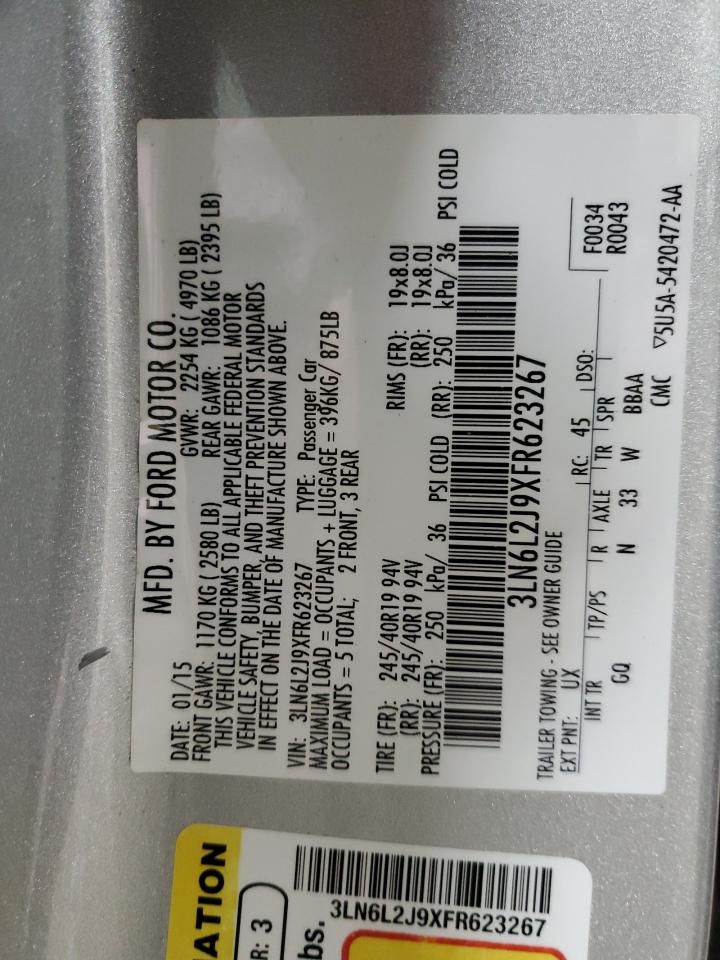 MFD. BY FORD MOTOR CO.
DATE: 01/15 GVWR: 2254 KG ( 4970 LB)
FRONT GAWR: 1170 KG ( 2580 LB) REAR GAWR: 1086 KG ( 2395 LB)
THIS VEHICLE CONFORMS TO ALL APPLICABLE FEDERAL MOTOR
VEHICLE SAFETY, BUMPER, AND THEFT PREVENTION STANDARDS
IN EFFECT ON THE DATE OF MANUFACTURE SHOWN ABOVE.
VIN: 3LN6L2J9XFR623267 TYPE: Passenger Car
MAXIMUM LOAD = OCCUPANTS + LUGGAGE = 396KG/ 875LB
OCCUPANTS = 5 TOTAL; 2 FRONT, 3 REAR
TIRE (FR): 245/40R19 94V RIMS (FR): 19x8.0J
(RR): 245/40R19 94V (RR): 19x8.0J
PRESSURE (FR): 250 kPa/ 36 PSI COLD (RR): 250 kPa/ 36 PSI COLD
3LN6L2J9XFR623267
TRAILER TOWING - SEE OWNER GUIDE F0034
EXT PNT: UX RC: 45 DSO: R0043
INT TR TP/PS R AXLE TR SPR
GQ N 33 W BBAA
CMC ▽5U5A-5420472-AA
ATION
R: 3
bs.
3LN6L2J9XFR623267